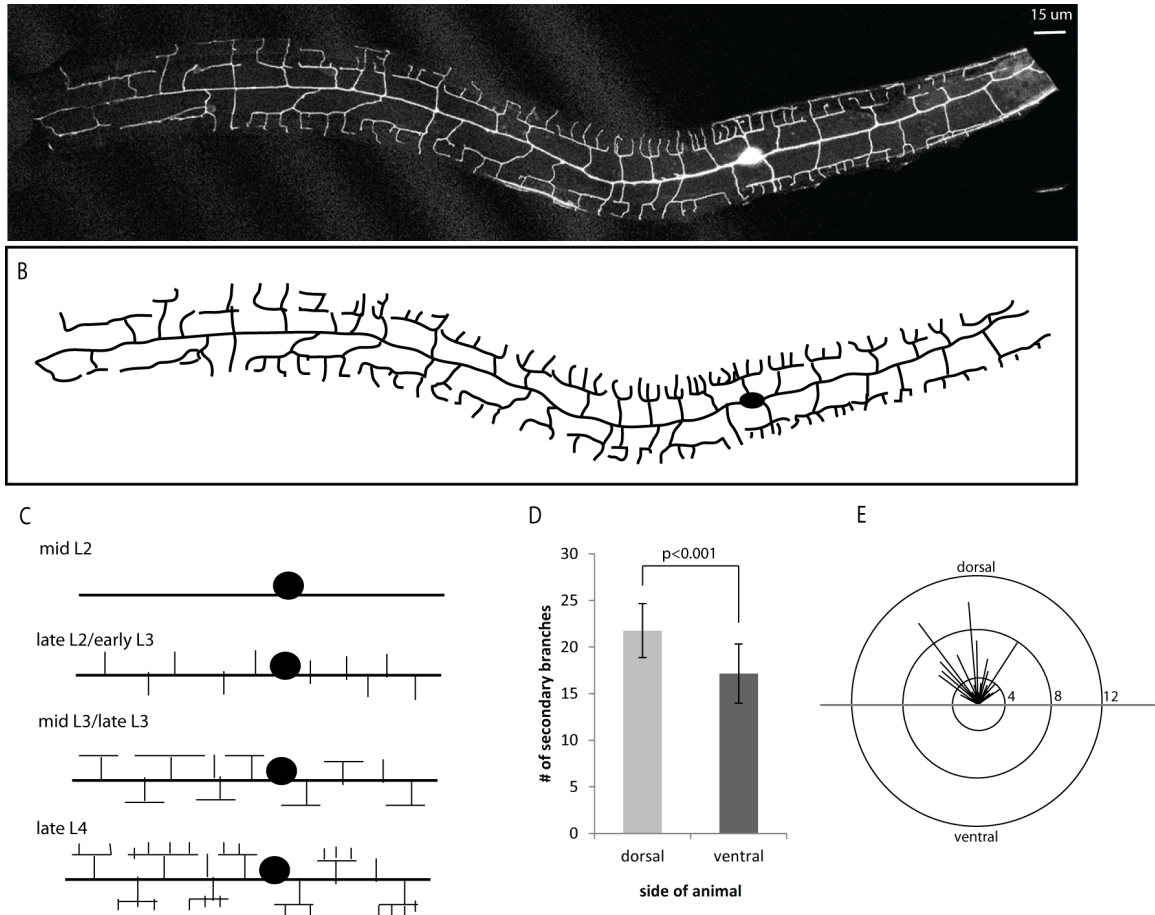 15 um
B
C
mid L2
late L2/early L3
mid L3/late L3
late L4
D
p<0.001
30
25
20
15
10
5
0
# of secondary branches
dorsal ventral
side of animal
E
dorsal
4 8 12
ventral